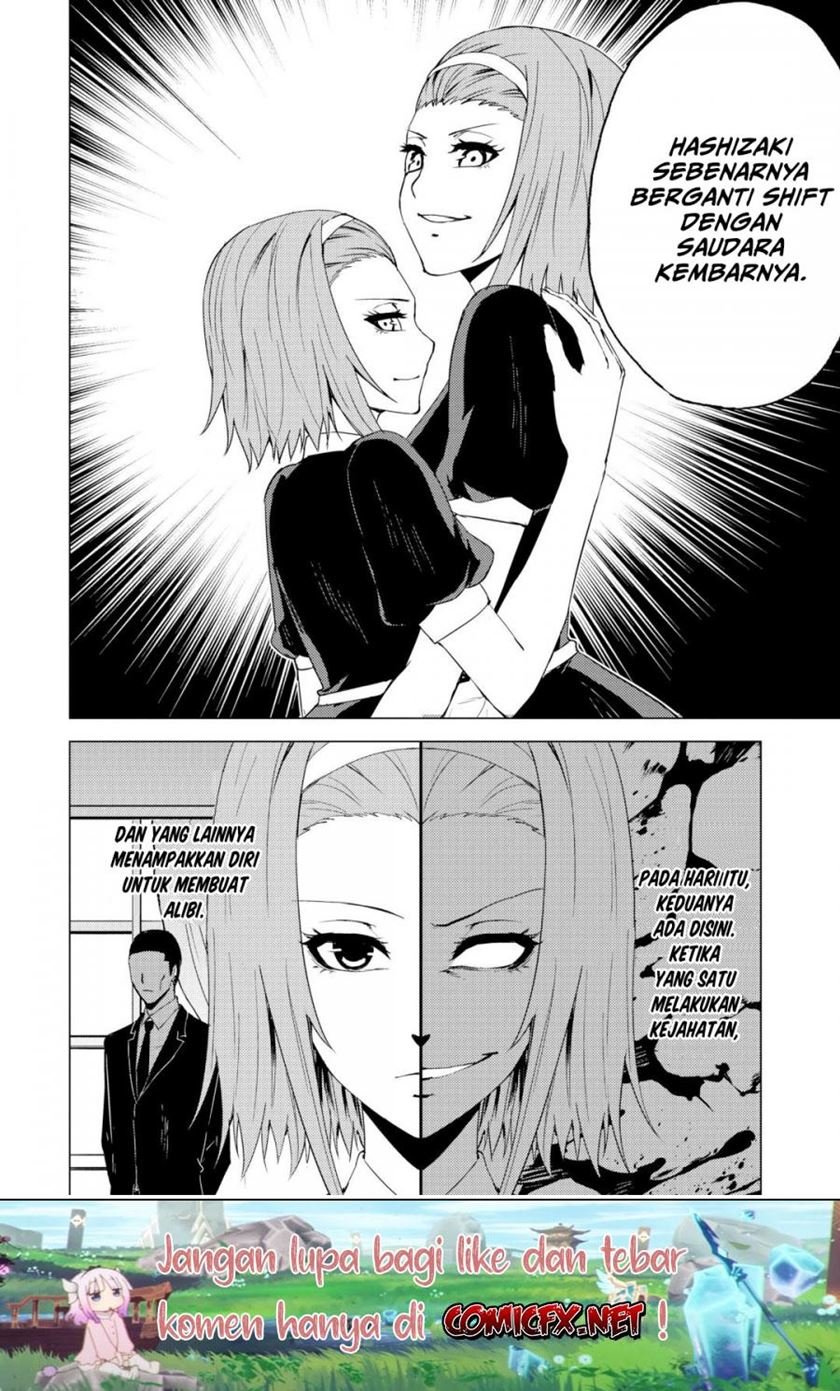 HASHIZAKI
SEBENARNYA
BERGANTI SHIFT
DENGAN
SAUDARA
KEMBARNYA.
PADA HARI ITU,
KEDUANYA
ADA DISINI.
KETIKA
YANG SATU
MELAKUKAN
KEJAHATAN,
DAN YANG LAINNYA
MENAMPAKKAN DIRI
UNTUK MEMBUAT
ALIBI.
Jangan lupa bagi like dan tebar
komen hanya di COMICFX.NET !